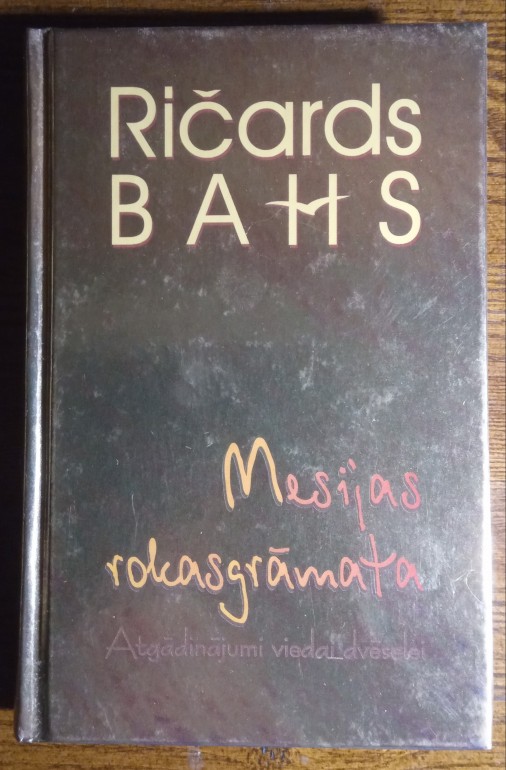 Ričards
BAHS
Mesijas
rokasgrāmata
Atgādinājumi viedai dvēselei